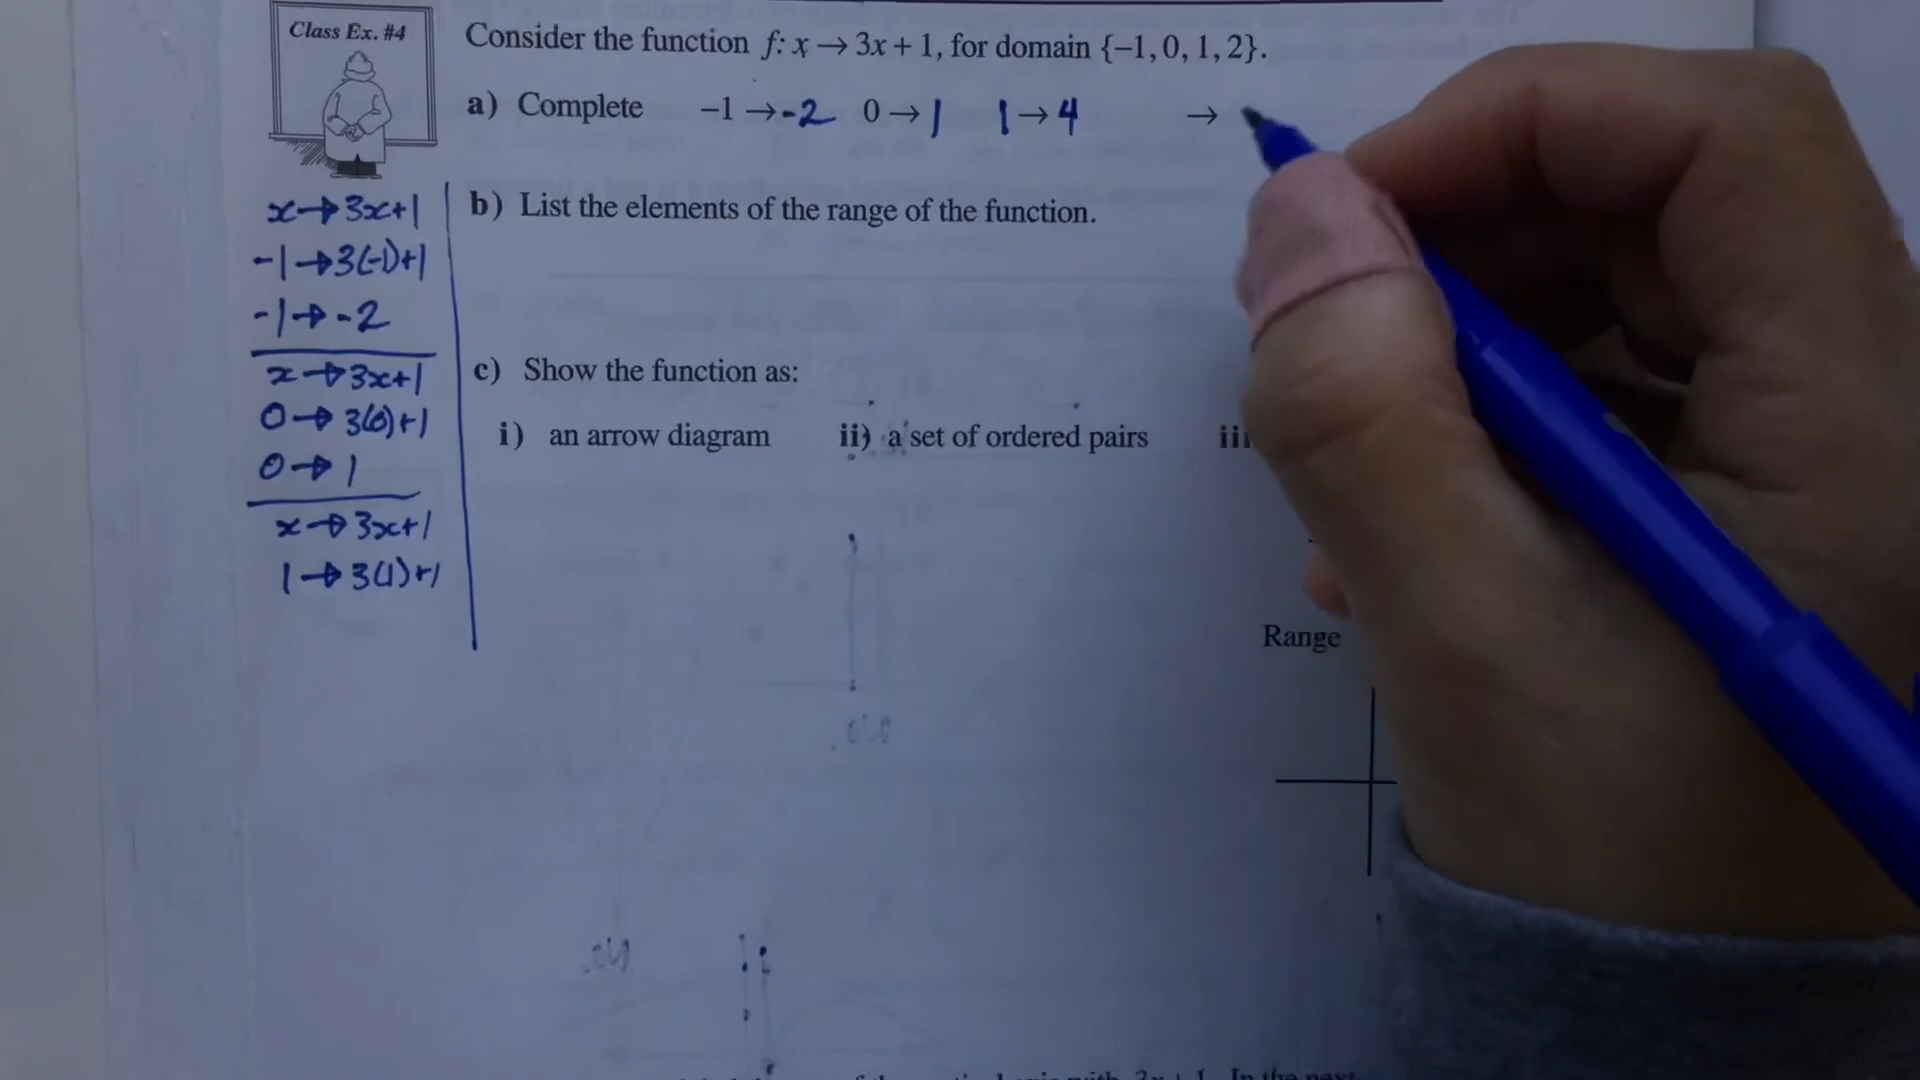 Class Ex. #4
Consider the function f: x → 3x + 1, for domain {−1, 0, 1, 2}.
a) Complete −1 → -2 0 → 1 1 → 4 →
x → 3x+1
-1 → 3(-1)+1
-1 → -2
x → 3x+1
0 → 3(0)+1
0 → 1
x → 3x+1
1 → 3(1)+1
b) List the elements of the range of the function.
c) Show the function as:
i) an arrow diagram ii) a set of ordered pairs
Range